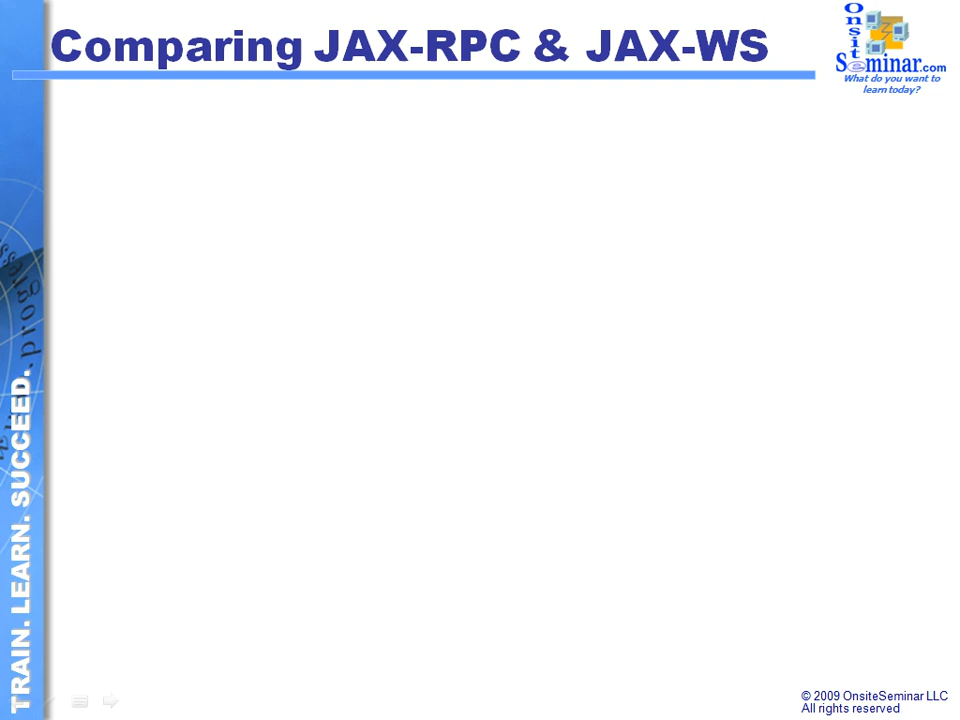 Comparing JAX-RPC & JAX-WS
Onsite
Seminar.com
What do you want to
learn today?
TRAIN. LEARN. SUCCEED.
© 2009 OnsiteSeminar LLC
All rights reserved